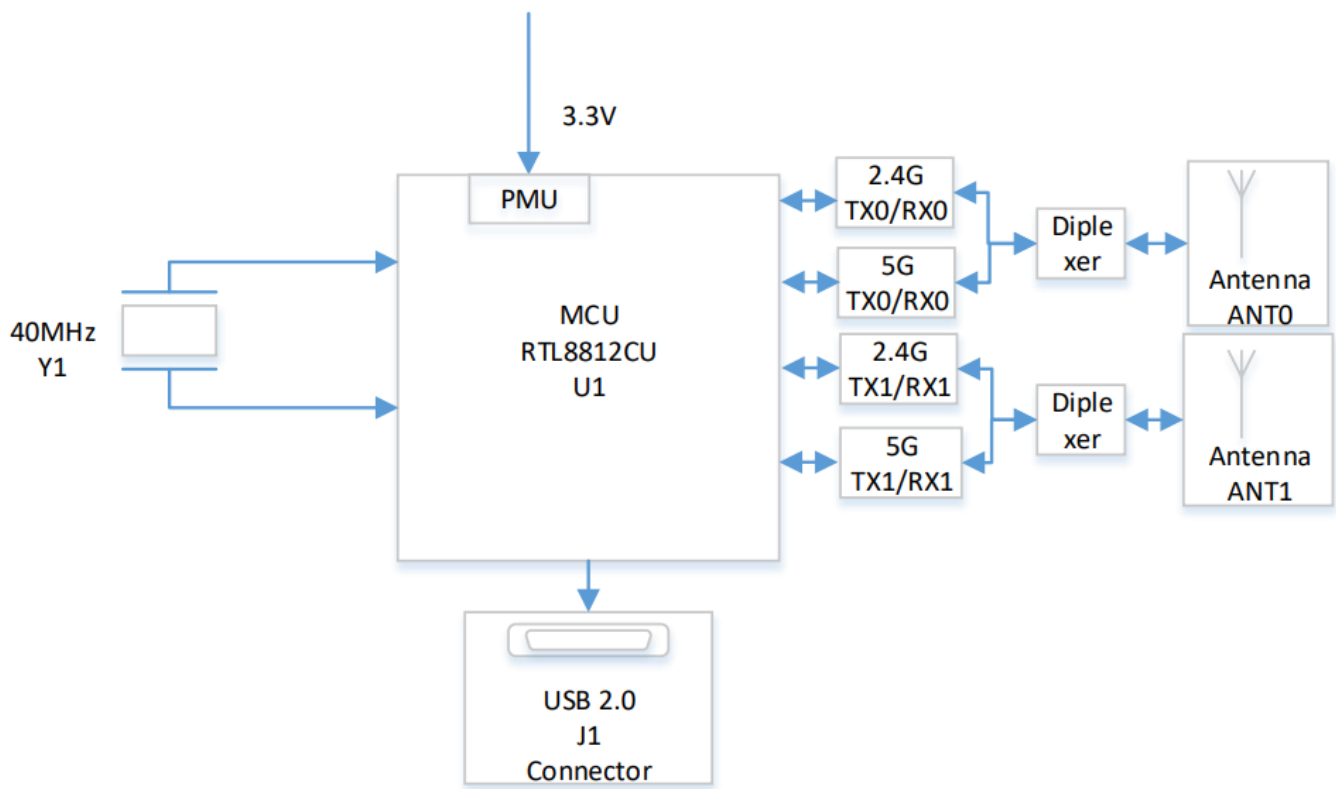 3.3V
PMU
MCU
RTL8812CU
U1
40MHz
Y1
2.4G
TX0/RX0
5G
TX0/RX0
2.4G
TX1/RX1
5G
TX1/RX1
Diple
xer
Diple
xer
Antenna
ANT0
Antenna
ANT1
USB 2.0
J1
Connector